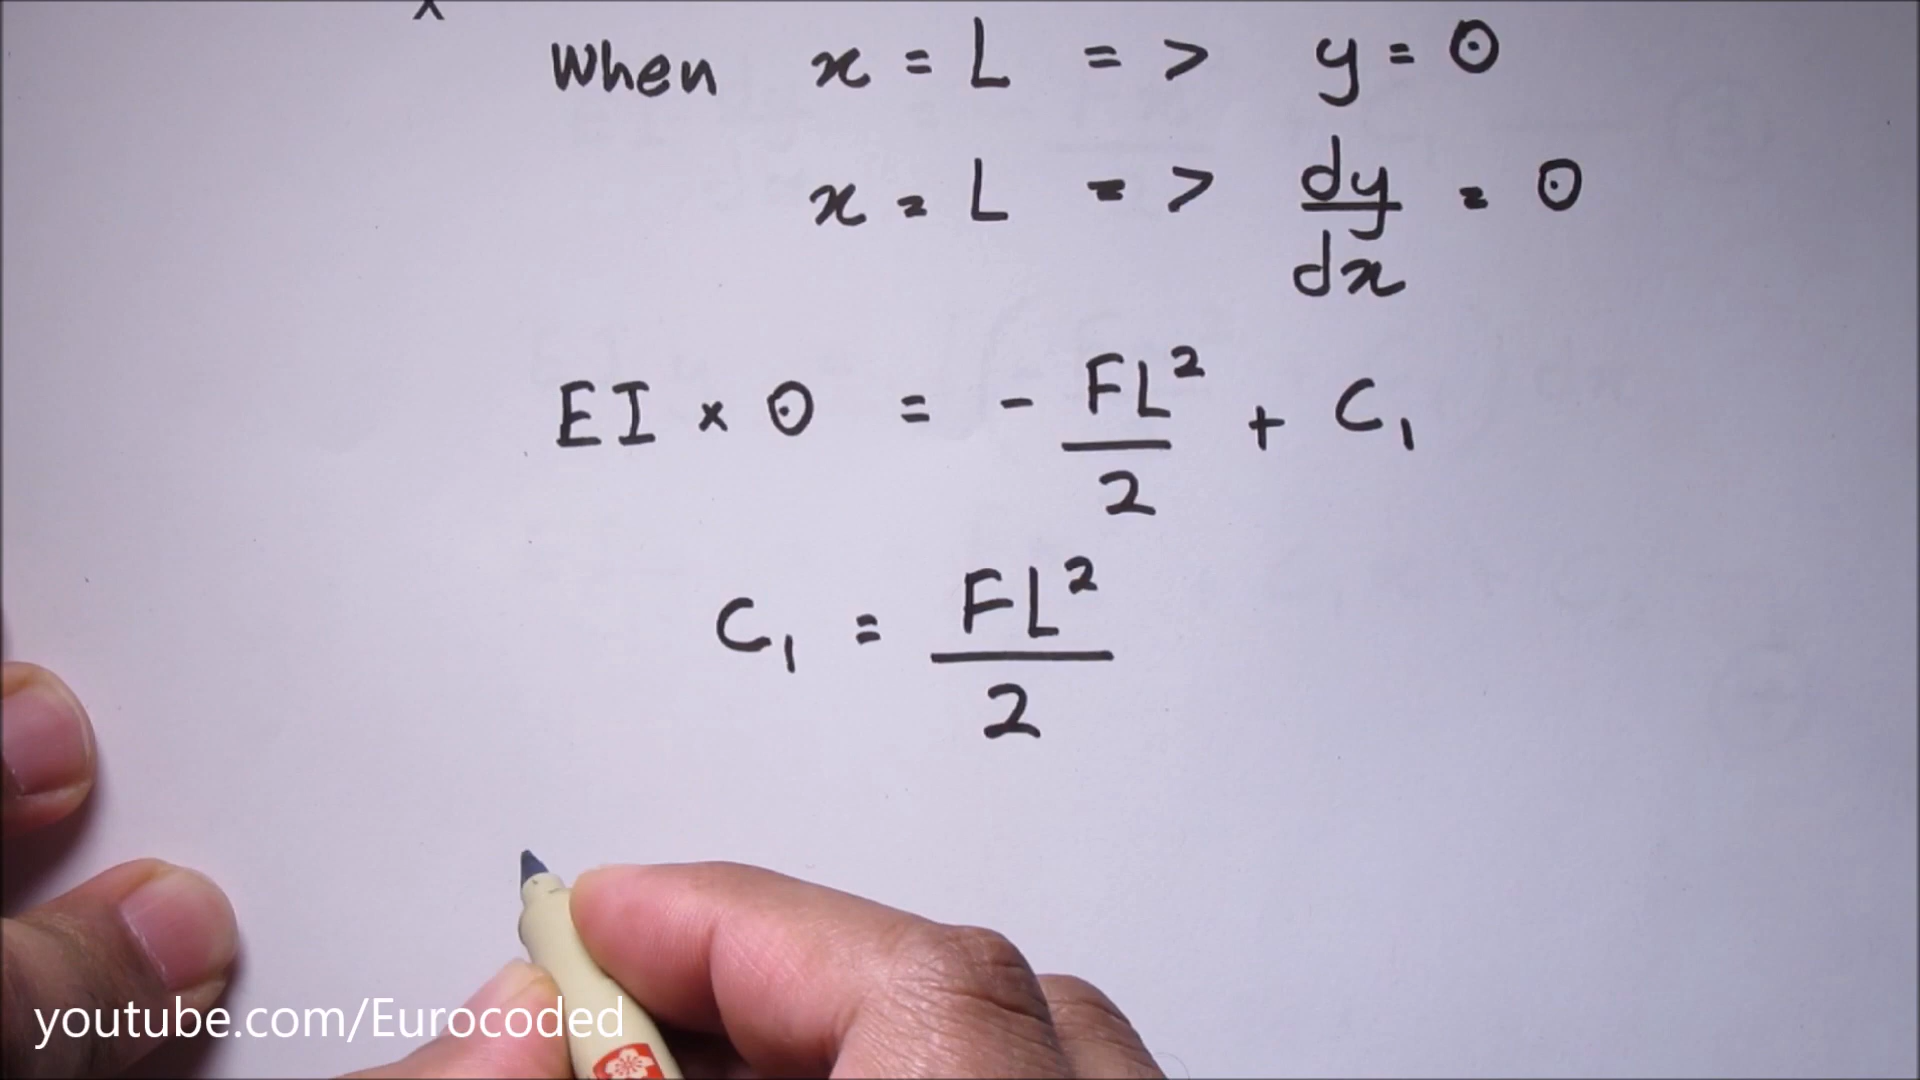 When x = L => y = 0
x = L => dy/dx = 0
EI × 0 = - FL²/2 + C₁
C₁ = FL²/2
youtube.com/Eurocoded